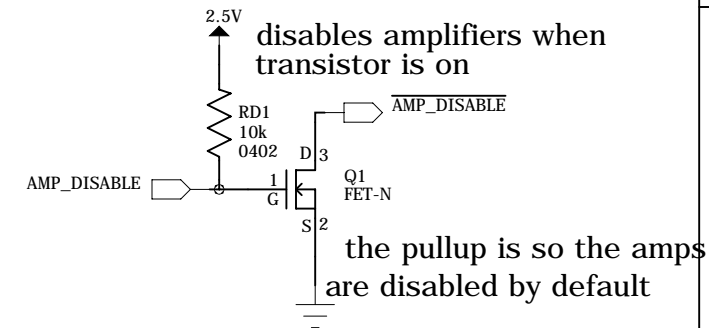 2.5V
disables amplifiers when
transistor is on
RD1
10k
0402
AMP_DISABLE
AMP_DISABLE
D 3
1
G
Q1
FET-N
S 2
the pullup is so the amps
are disabled by default